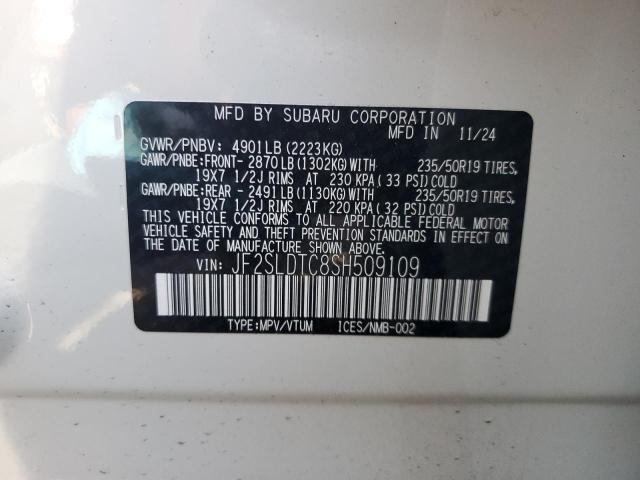 MFD BY SUBARU CORPORATION
MFD IN 11/24
GVWR/PNBV: 4901LB (2223KG)
GAWR/PNBE:FRONT- 2870LB(1302KG)WITH 235/50R19 TIRES,
19X7 1/2J RIMS AT 230 KPA(33 PSI)COLD
GAWR/PNBE:REAR - 2491LB(1130KG)WITH 235/50R19 TIRES,
19X7 1/2J RIMS AT 220 KPA(32 PSI)COLD
THIS VEHICLE CONFORMS TO ALL APPLICABLE FEDERAL MOTOR
VEHICLE SAFETY AND THEFT PREVENTION STANDARDS
IN EFFECT ON THE DATE OF MANUFACTURE SHOWN ABOVE.
VIN: JF2SLDTC8SH509109
TYPE:MPV/VTUM ICES/NMB-002